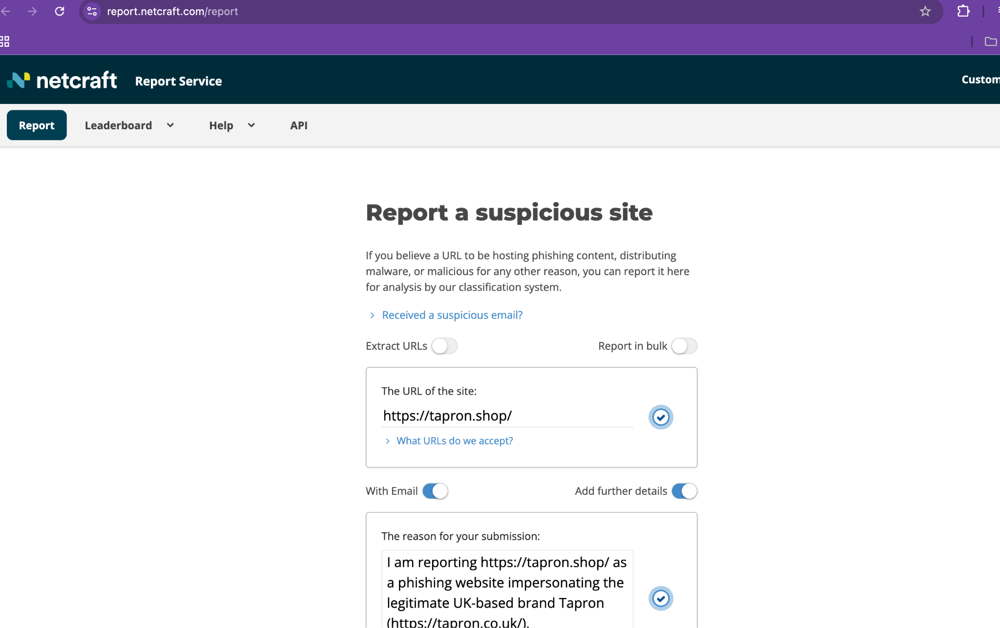 report.netcraft.com/report
netcraft Report Service
Custom
Report Leaderboard Help API
Report a suspicious site
If you believe a URL to be hosting phishing content, distributing
malware, or malicious for any other reason, you can report it here
for analysis by our classification system.
Received a suspicious email?
Extract URLs Report in bulk
The URL of the site:
https://tapron.shop/
What URLs do we accept?
With Email Add further details
The reason for your submission:
I am reporting https://tapron.shop/ as
a phishing website impersonating the
legitimate UK-based brand Tapron
(https://tapron.co.uk/).